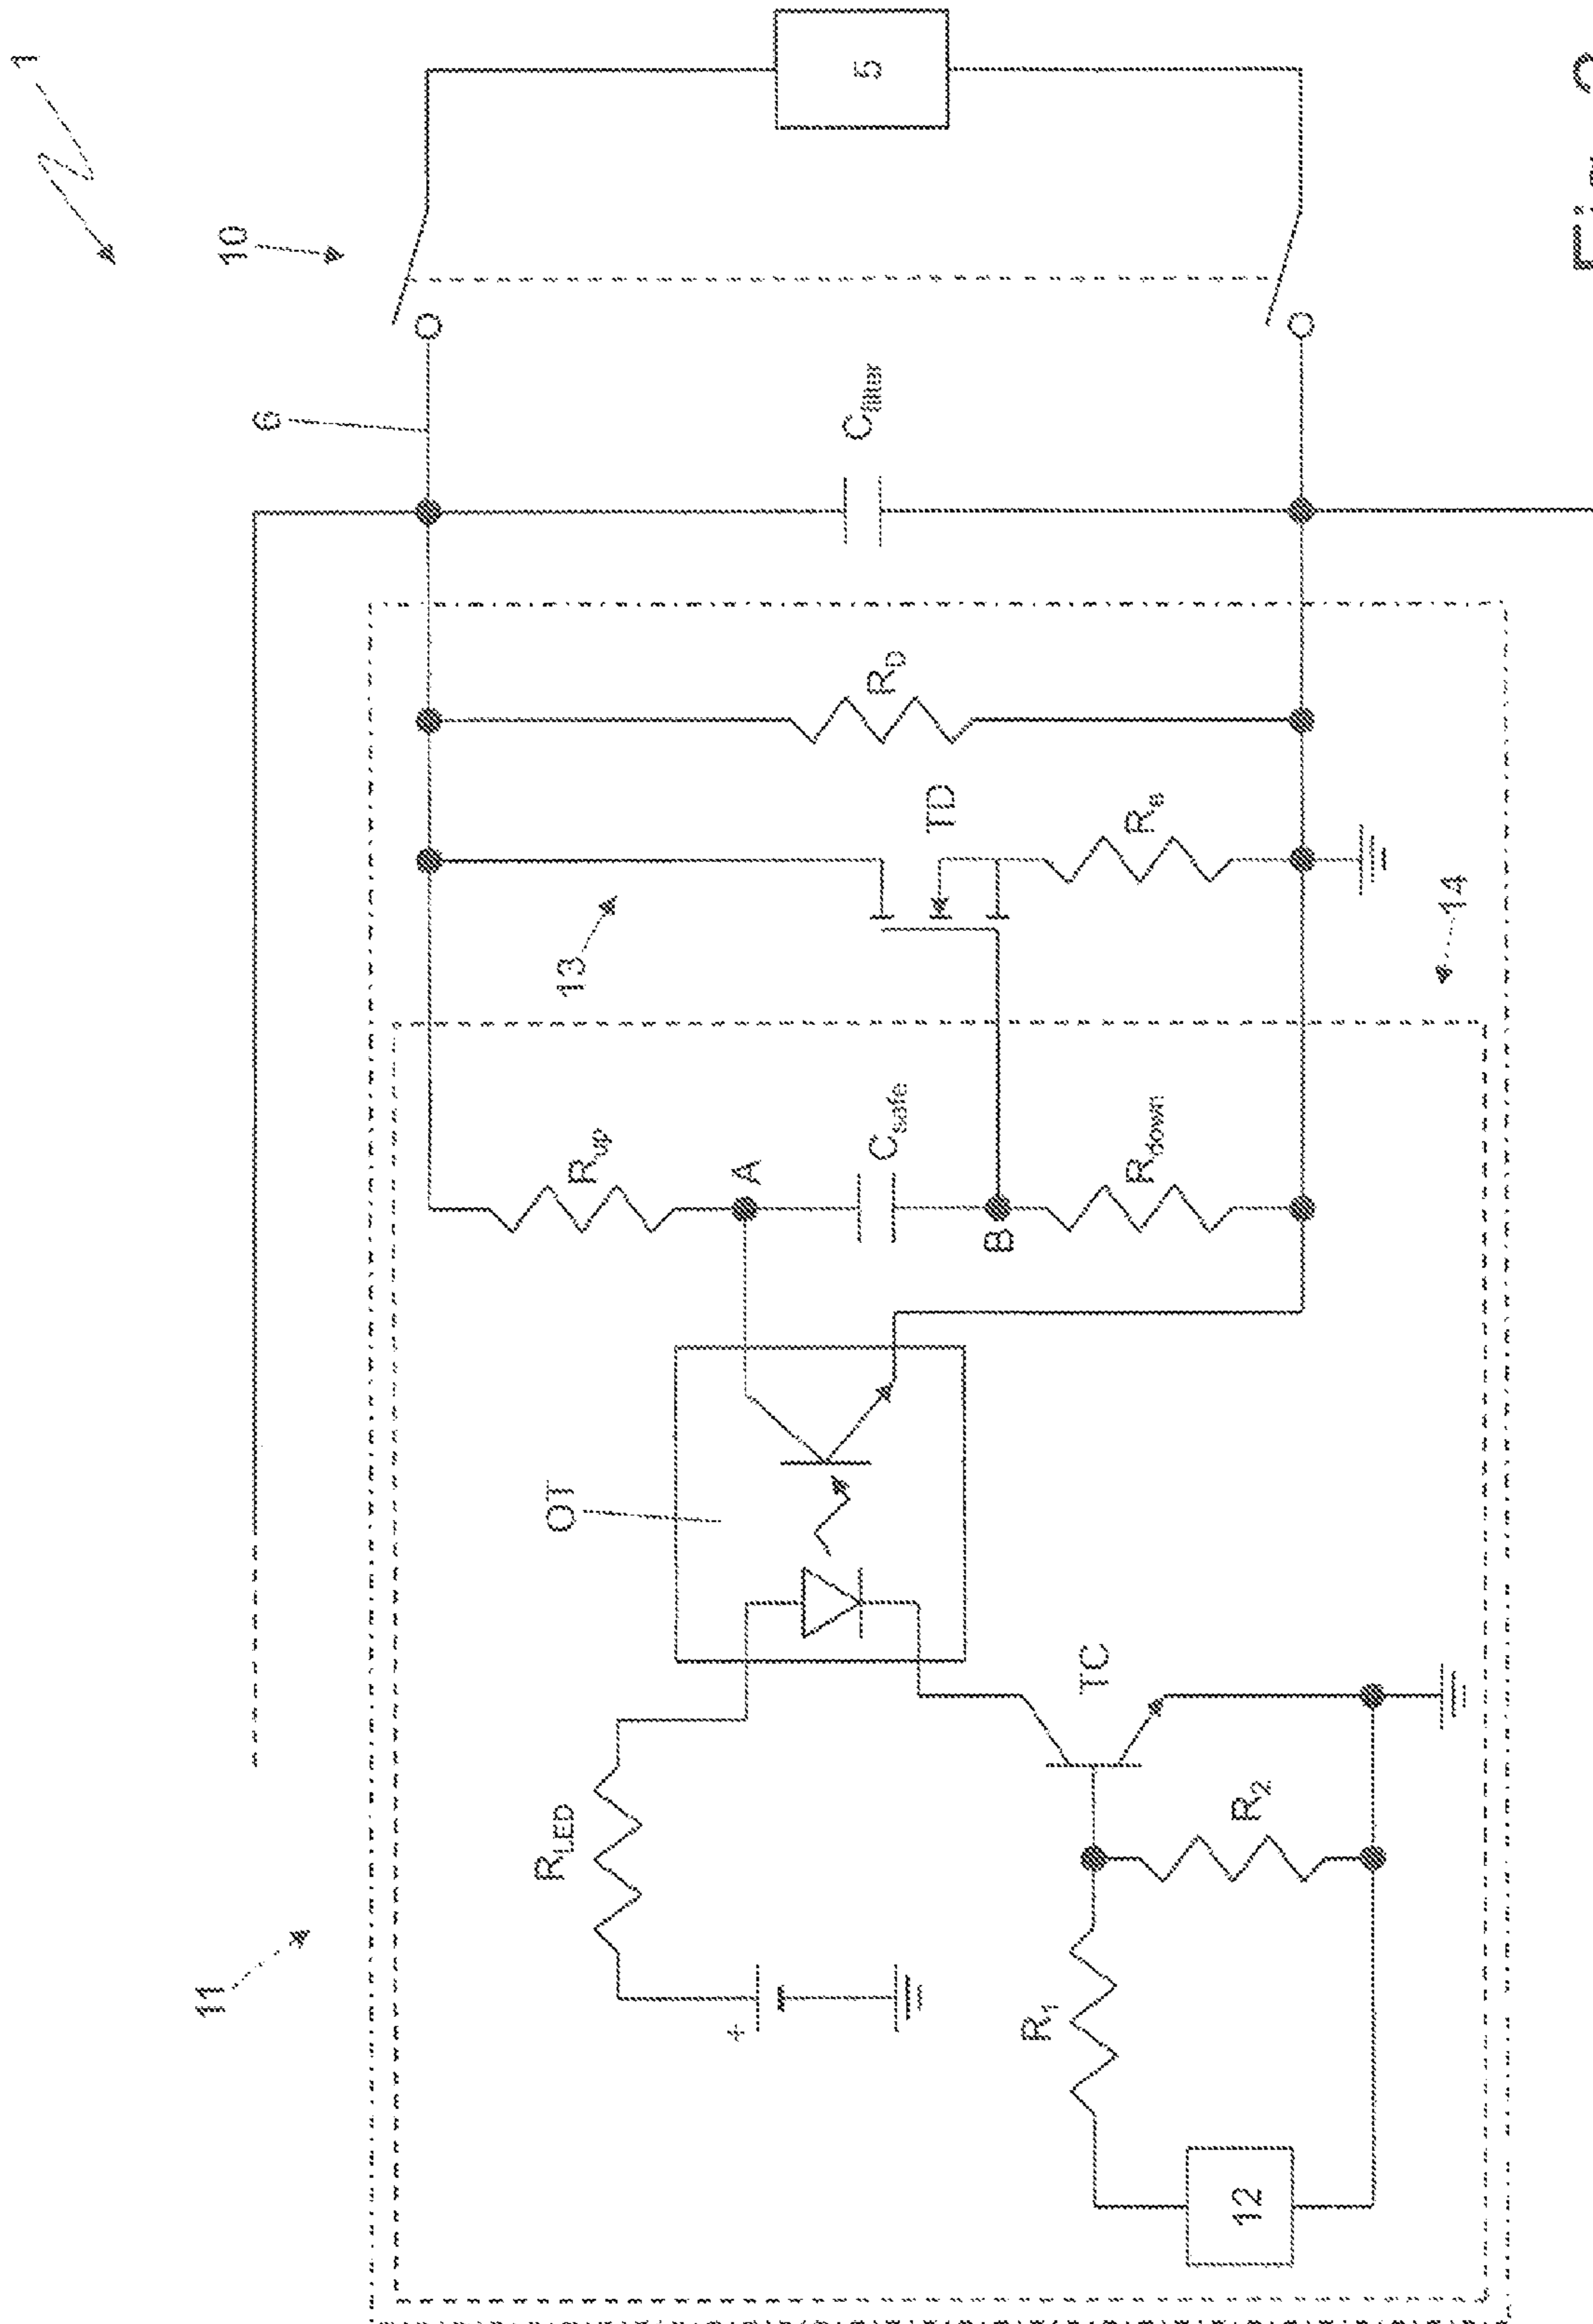 1
10
6
5
C_filter
R_D
TD
R_s
13
14
R_up
A
C_safe
B
R_down
OT
TC
R_LED
R_2
11
+
R_1
12